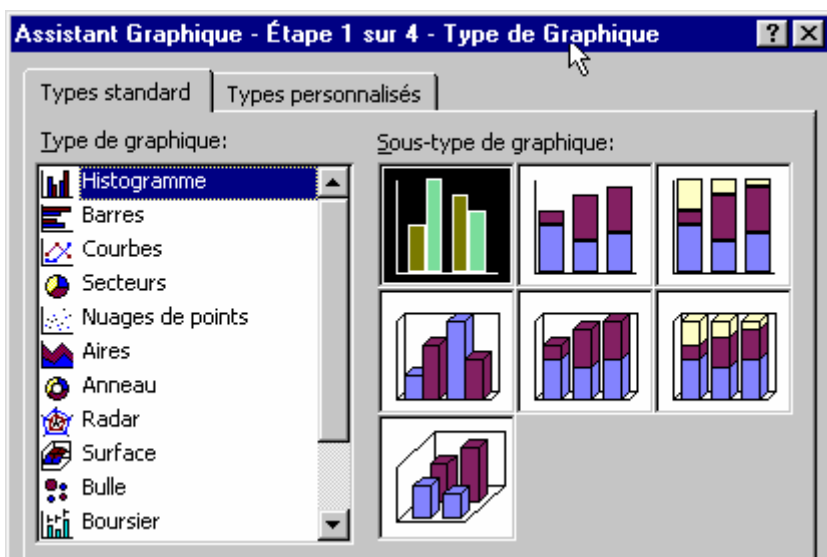 Assistant Graphique - Étape 1 sur 4 - Type de Graphique
Types standard
Types personnalisés
Type de graphique:
Sous-type de graphique:
Histogramme
Barres
Courbes
Secteurs
Nuages de points
Aires
Anneau
Radar
Surface
Bulle
Boursier